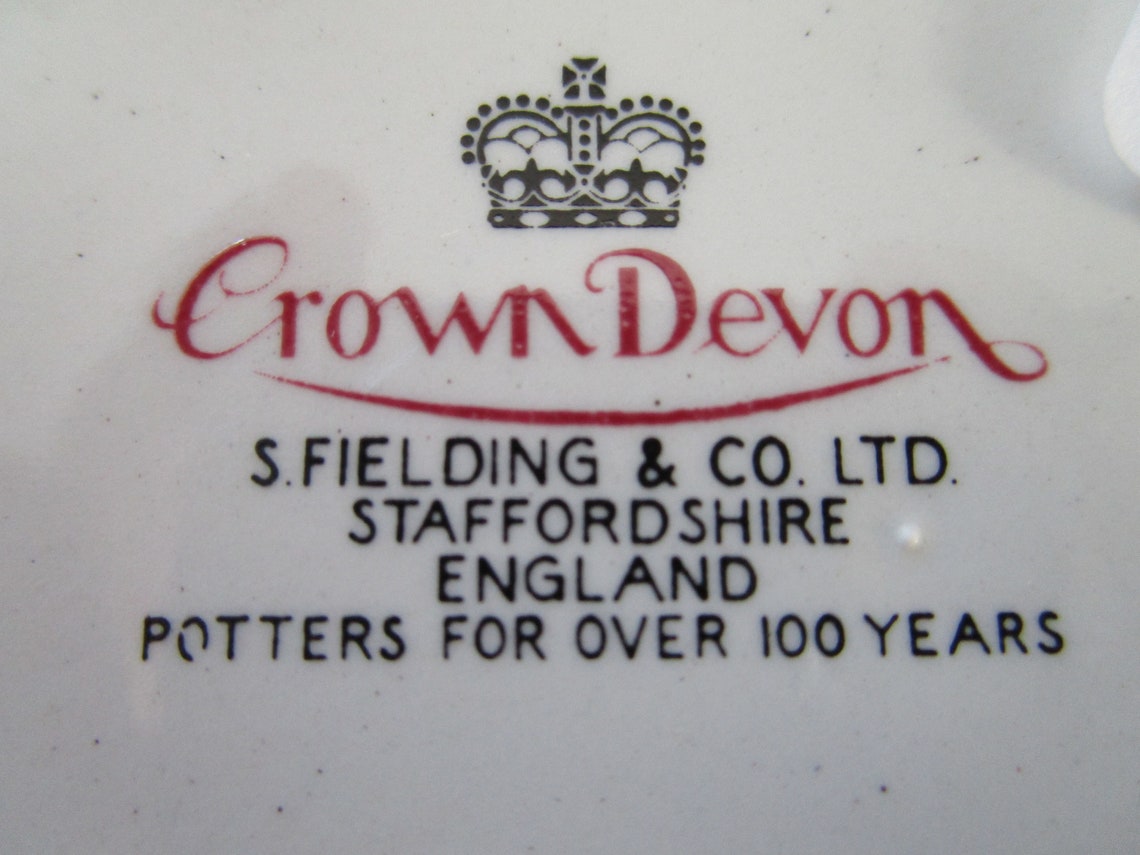 Crown Devon
S. FIELDING & CO. LTD.
STAFFORDSHIRE
ENGLAND
POTTERS FOR OVER 100 YEARS